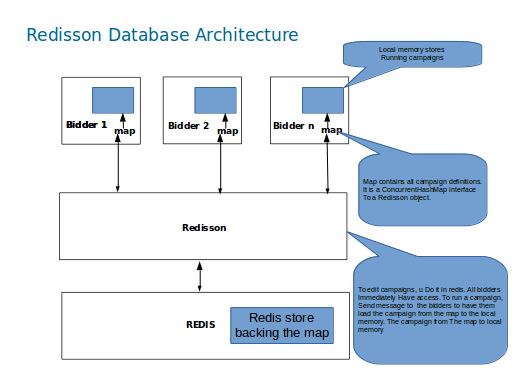 Redisson Database Architecture
Local memory stores
Running campaigns
Bidder 1
map
Bidder 2
map
Bidder n
map
Map contains all campaign definitions.
It is a ConcurrentHashMap interface
To a Redisson object.
Redisson
To edit campaigns, u Do it in redis. All bidders
Immediately Have access. To run a campaign,
Send message to the bidders to have them
load the campaign from the map to the local
memory. The campaign from The map to local
memory
REDIS
Redis store
backing the map